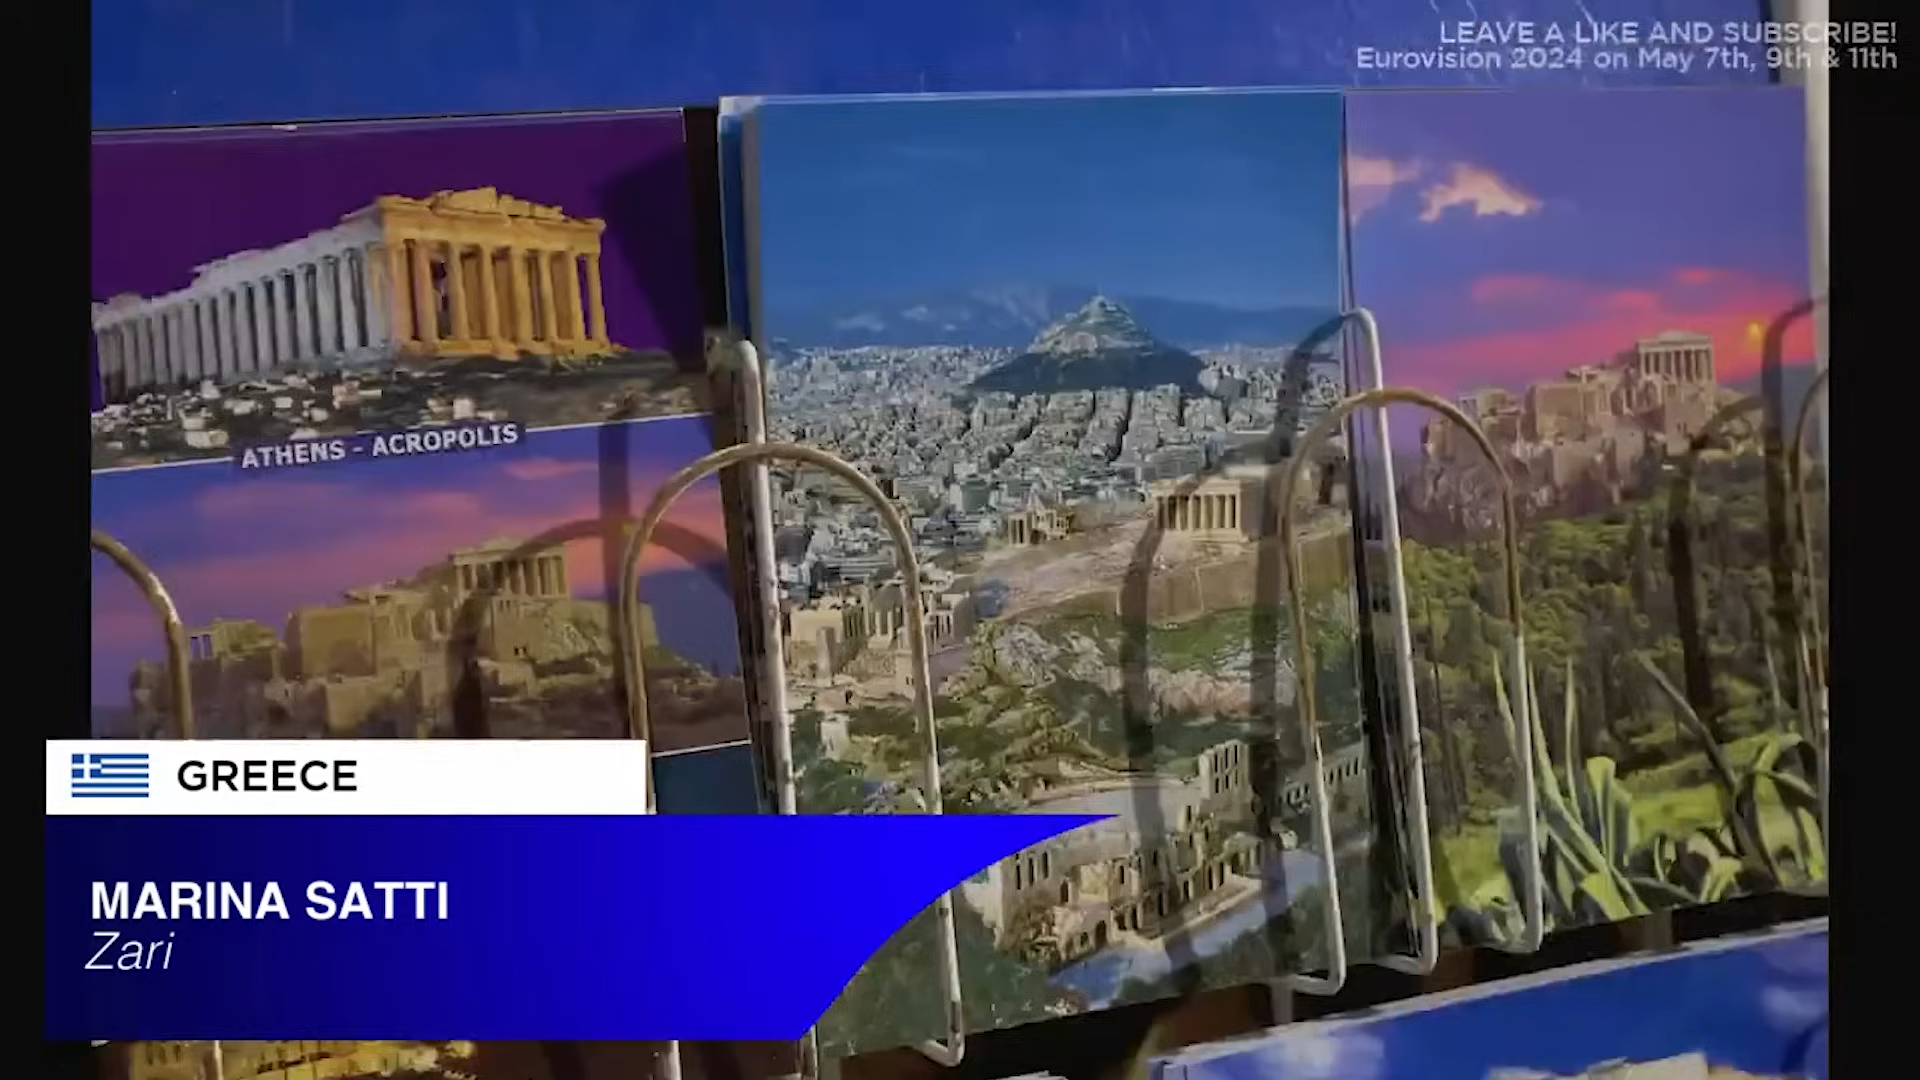 LEAVE A LIKE AND SUBSCRIBE!
Eurovision 2024 on May 7th, 9th & 11th
ATHENS - ACROPOLIS
GREECE
MARINA SATTI
Zari